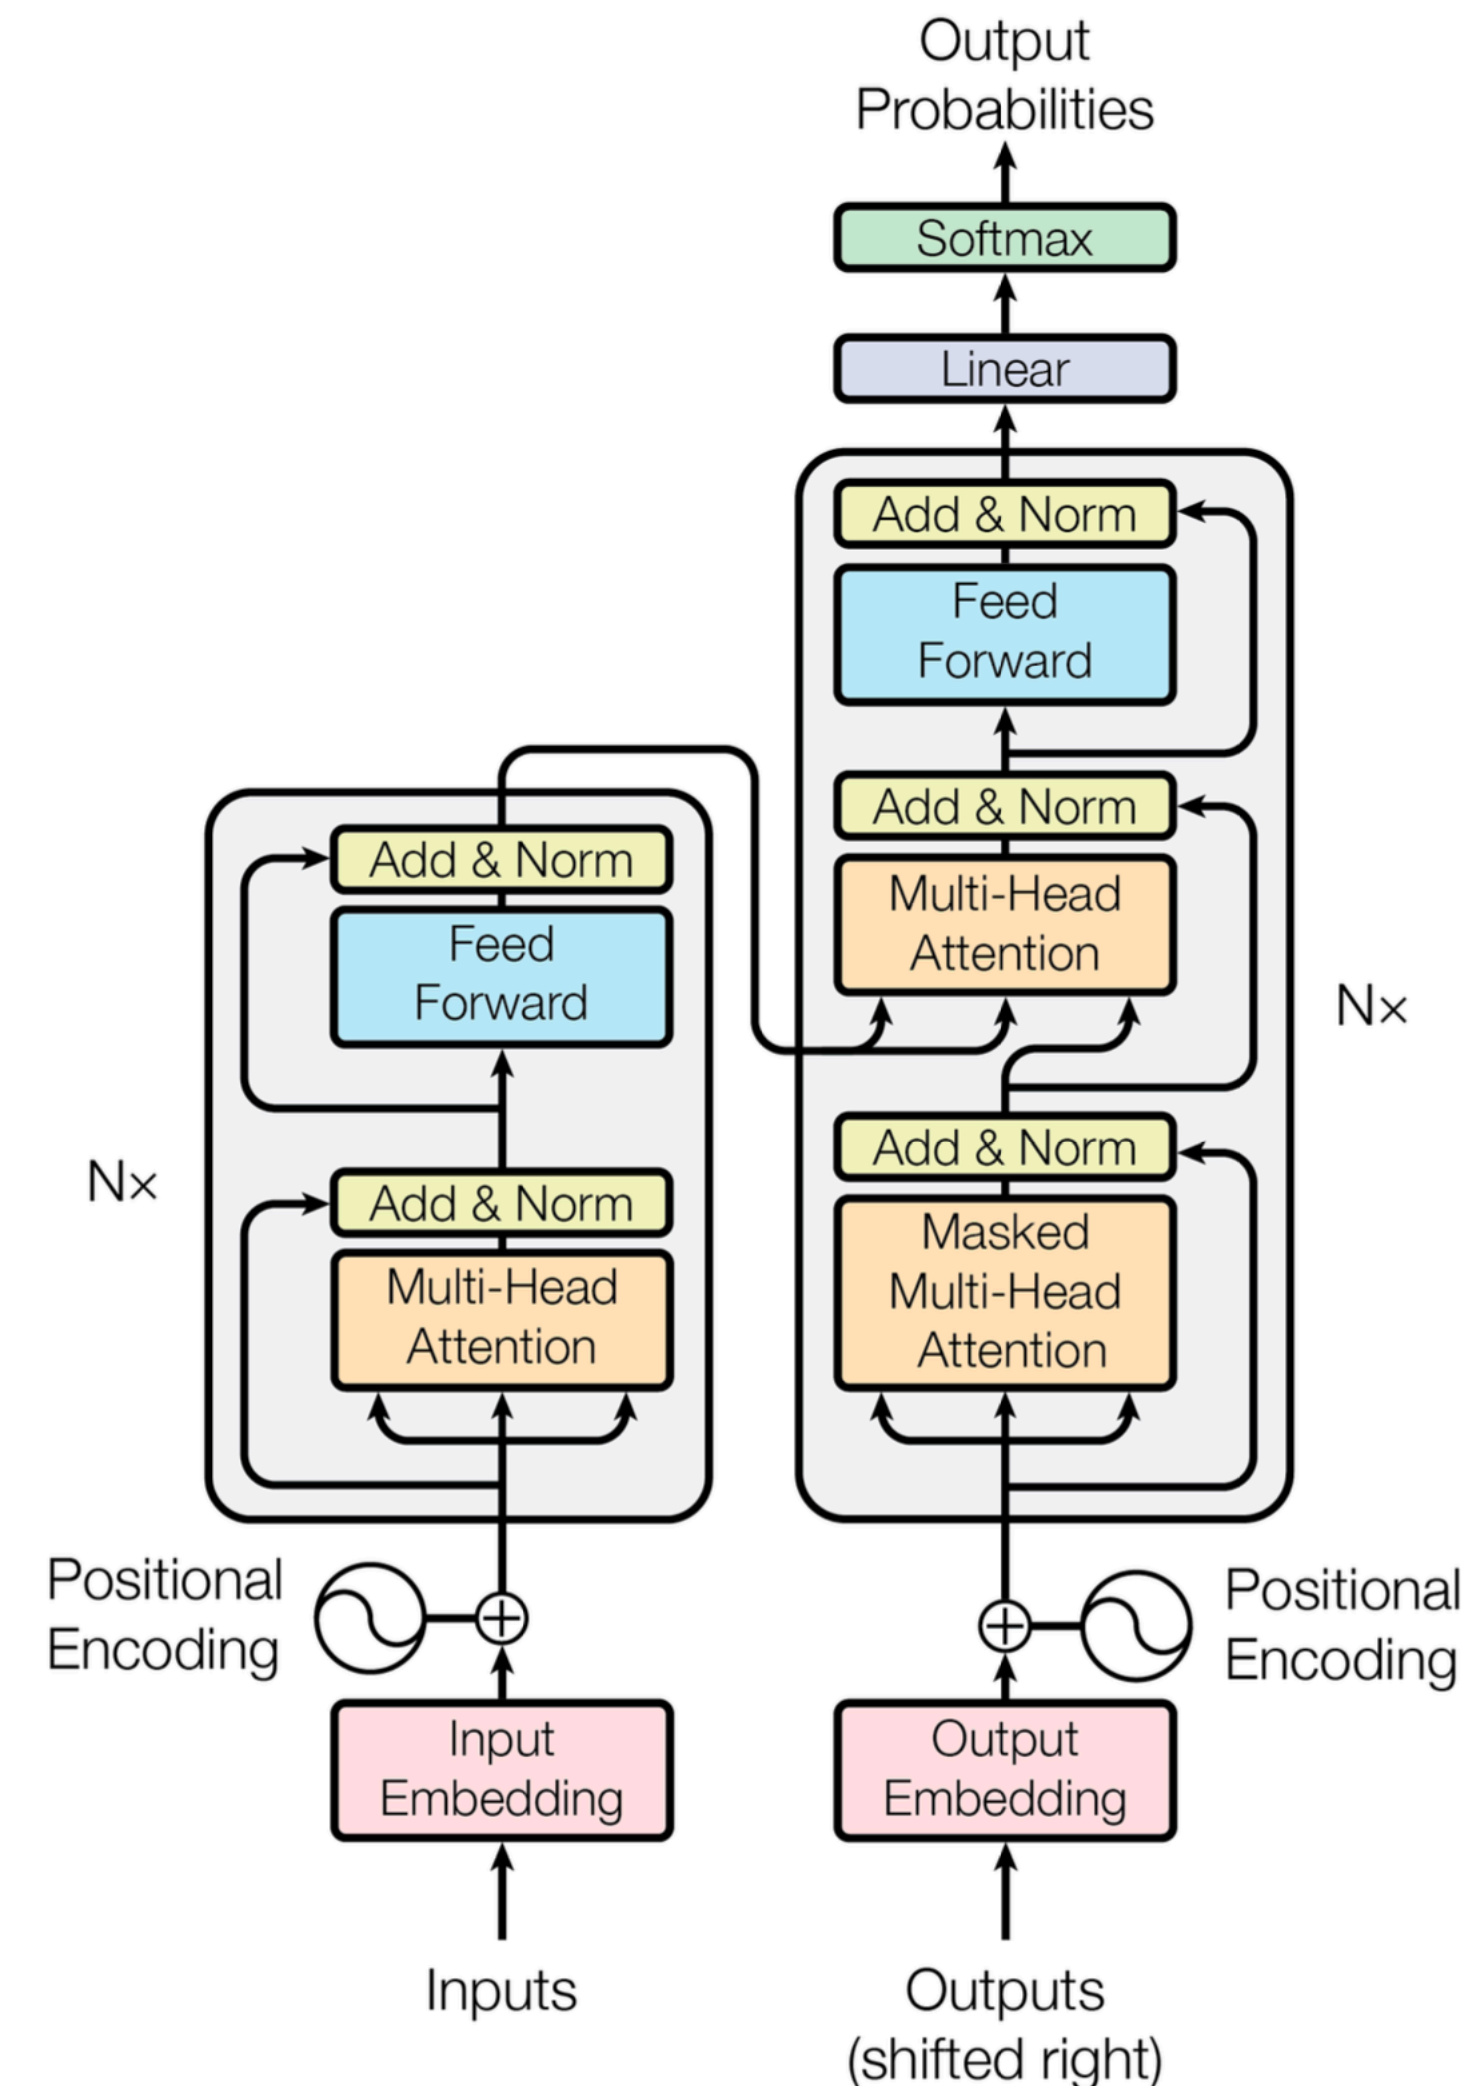 Output
Probabilities
Softmax
Linear
Add & Norm
Feed
Forward
Add & Norm
Multi-Head
Attention
Nx
Add & Norm
Masked
Multi-Head
Attention
Add & Norm
Feed
Forward
Nx
Add & Norm
Multi-Head
Attention
Positional
Encoding
Positional
Encoding
Input
Embedding
Output
Embedding
Inputs
Outputs
(shifted right)